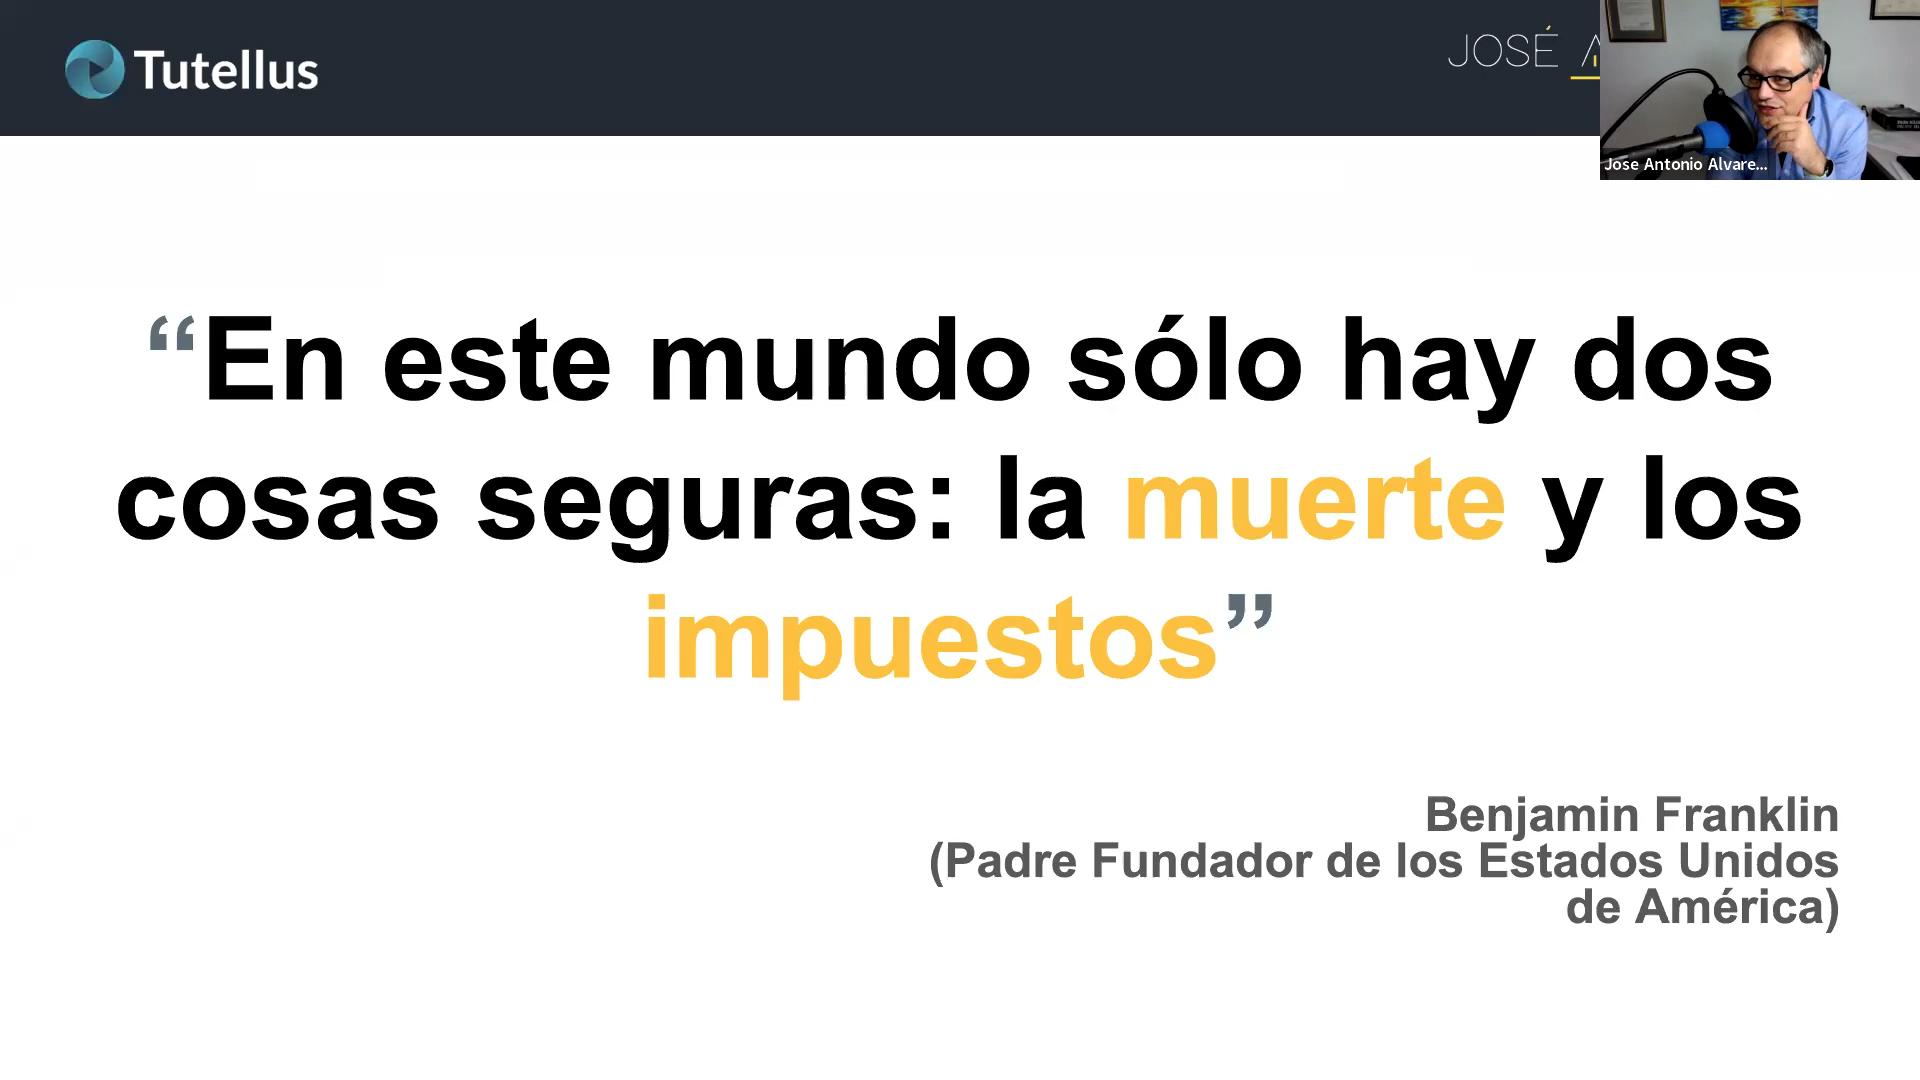 Tutellus
JOSÉ
Jose Antonio Alvare...
“En este mundo sólo hay dos
cosas seguras: la muerte y los
impuestos”
Benjamin Franklin
(Padre Fundador de los Estados Unidos
de América)